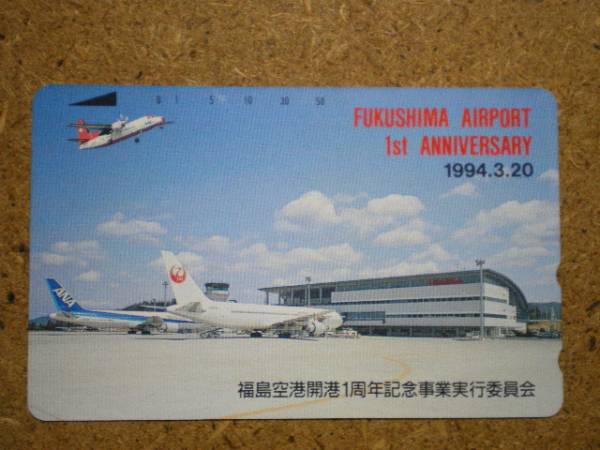 0 1 5 10 30 50
FUKUSHIMA AIRPORT
1st ANNIVERSARY
1994.3.20
ANA
福島空港開港1周年記念事業実行委員会